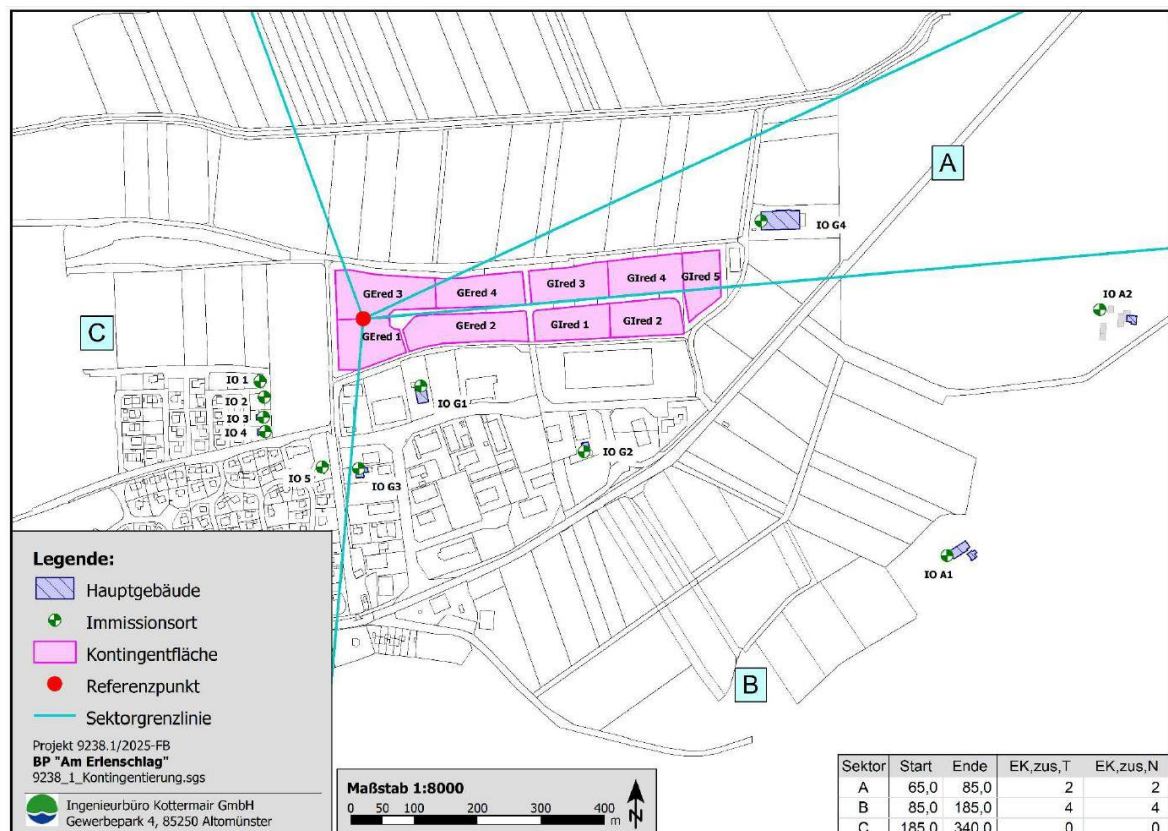 A
IO G4
GEred 3
GEred 4
GIred 3
GIred 4
GIred 5
IO A2
C
GEred 1
GEred 2
GIred 1
GIred 2
IO 1
IO 2
IO 3
IO 4
IO G1
IO G2
IO 5
IO G3
IO A1
B
Legende:
Hauptgebäude
Immissionsort
Kontingentfläche
Referenzpunkt
Sektorgrenzlinie
Projekt 9238.1/2025-FB
BP "Am Erlenschlag"
9238_1_Kontingentierung.sgs
Ingenieurbüro Kottermair GmbH
Gewerbepark 4, 85250 Altomünster
Maßstab 1:8000
0 50 100 200 300 400
m
N
Sektor Start Ende EK,zus,T EK,zus,N
A 65,0 85,0 2 2
B 85,0 185,0 4 4
C 185,0 340,0 0 0